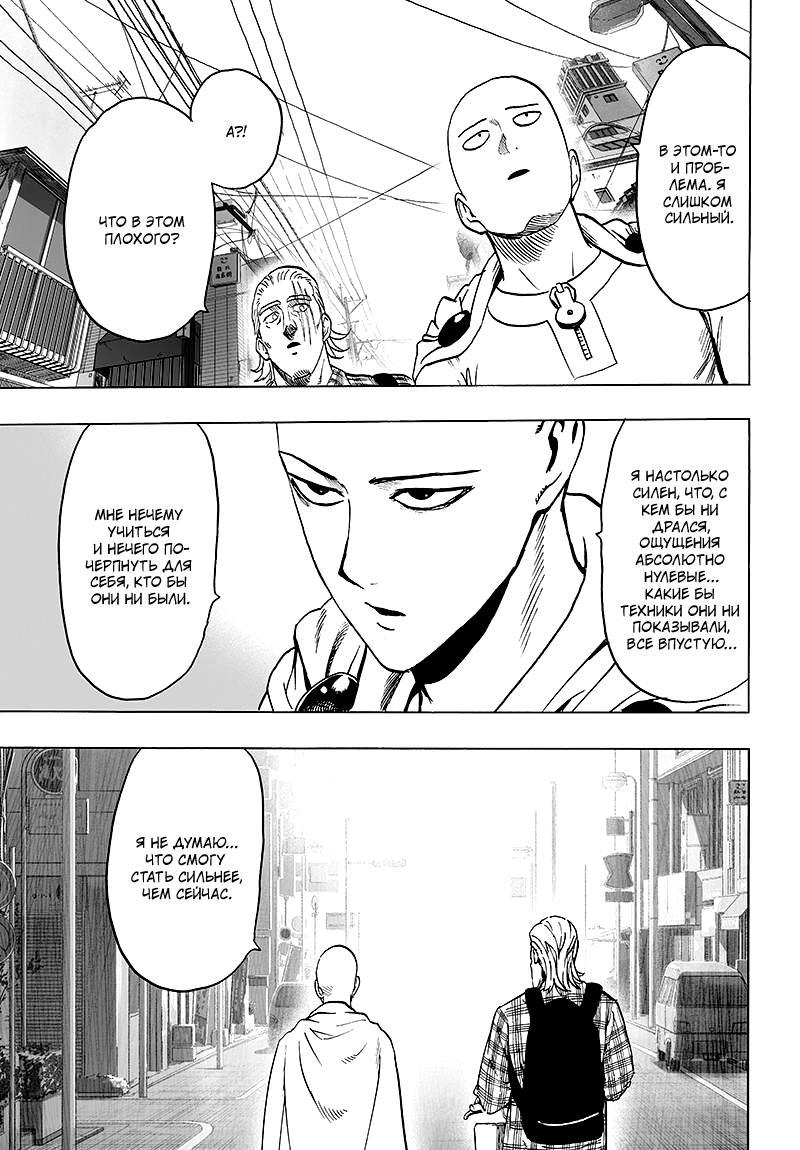 В ЭТОМ-ТО
И ПРОБ-
ЛЕМА. Я
СЛИШКОМ
СИЛЬНЫЙ.
А?!
ЧТО В ЭТОМ
ПЛОХОГО?
Я НАСТОЛЬКО
СИЛЕН, ЧТО, С
КЕМ БЫ НИ
ДРАЛСЯ,
ОЩУЩЕНИЯ
АБСОЛЮТНО
НУЛЕВЫЕ...
КАКИЕ БЫ
ТЕХНИКИ ОНИ НИ
ПОКАЗЫВАЛИ,
ВСЕ ВПУСТУЮ...
МНЕ НЕЧЕМУ
УЧИТЬСЯ
И НЕЧЕГО ПО-
ЧЕРПНУТЬ ДЛЯ
СЕБЯ, КТО БЫ
ОНИ НИ БЫЛИ.
Я НЕ ДУМАЮ...
ЧТО СМОГУ
СТАТЬ СИЛЬНЕЕ,
ЧЕМ СЕЙЧАС.